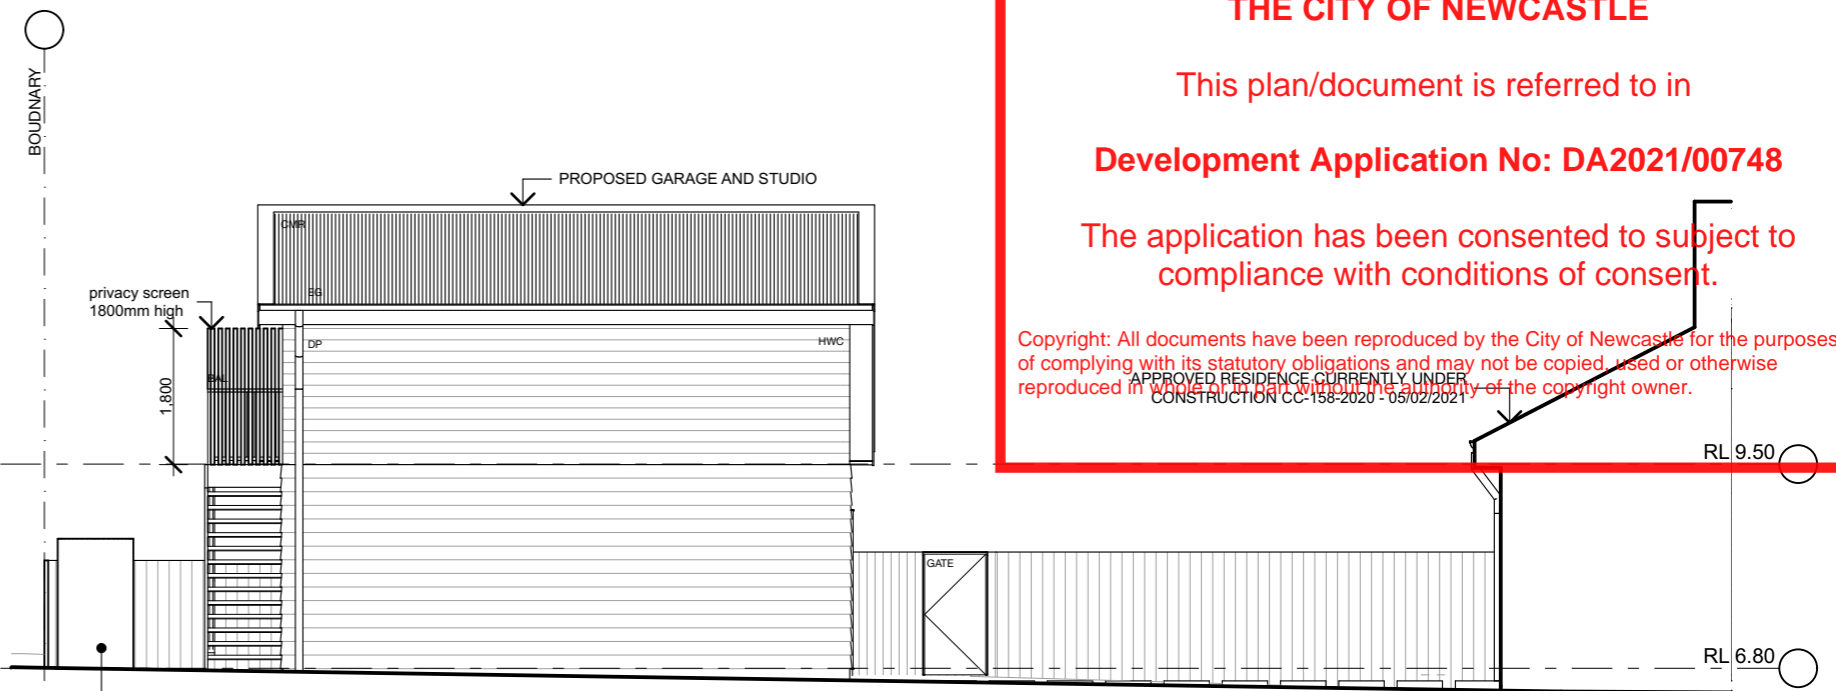 THE CITY OF NEWCASTLE
This plan/document is referred to in
Development Application No: DA2021/00748
The application has been consented to subject to
compliance with conditions of consent.
Copyright: All documents have been reproduced by the City of Newcastle for the purposes
of complying with its statutory obligations and may not be copied, used or otherwise
reproduced in whole or in part without the authority of the copyright owner.
BOUDNARY
PROPOSED GARAGE AND STUDIO
CMR
EG
privacy screen
1800mm high
DP
HWC
BAL
1,800
APPROVED RESIDENCE CURRENTLY UNDER
CONSTRUCTION CC-158-2020 - 05/02/2021
RL 9.50
GATE
RL 6.80